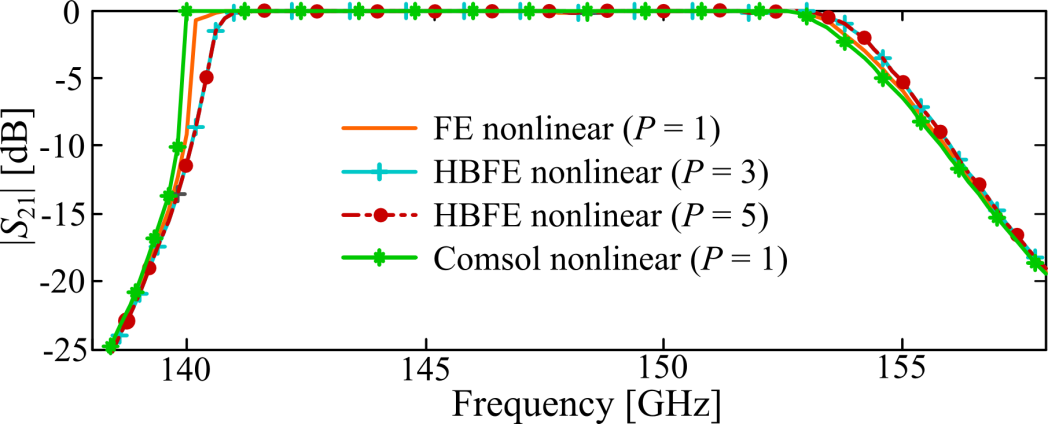 0
-5
-10
-15
-20
-25
|S21| [dB]
FE nonlinear (P = 1)
HBFE nonlinear (P = 3)
HBFE nonlinear (P = 5)
Comsol nonlinear (P = 1)
140 145 150 155
Frequency [GHz]